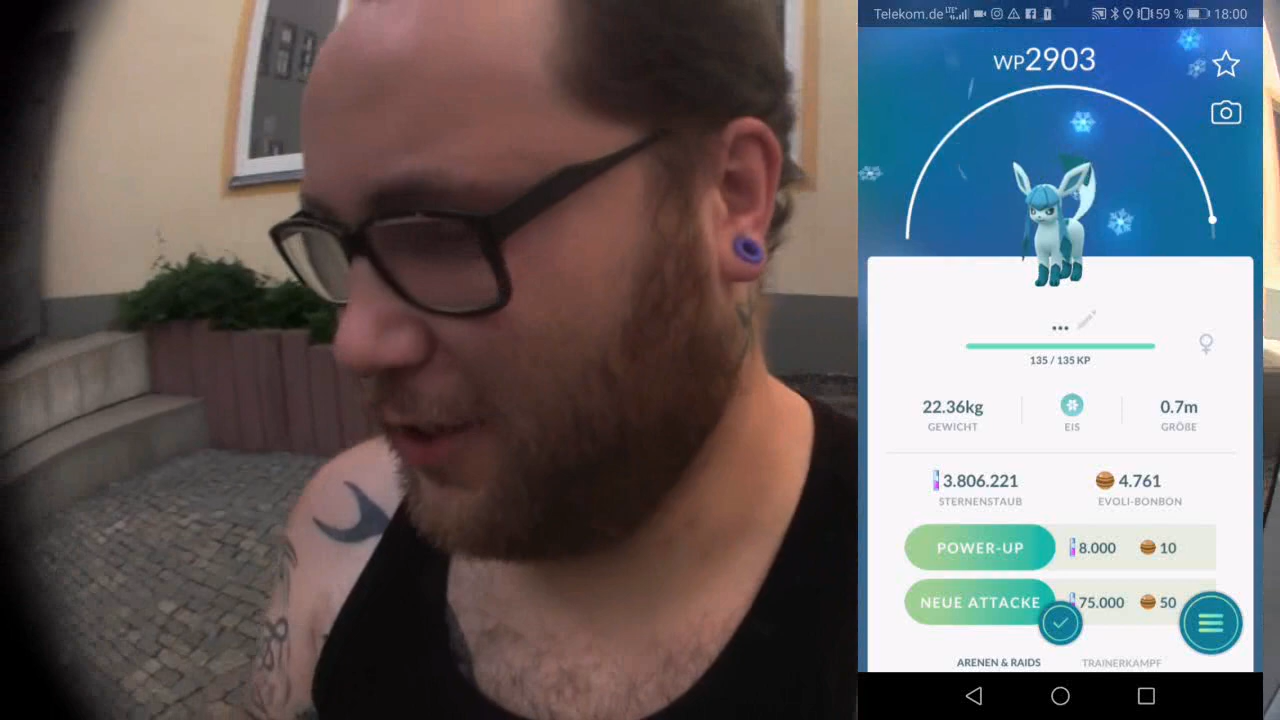 Telekom.de 59 % 18:00
WP2903
...
135 / 135 KP
22.36kg
GEWICHT
EIS
0.7m
GRÖßE
3.806.221
STERNENSTAUB
4.761
EVOLI-BONBON
POWER-UP 8.000 10
NEUE ATTACKE 75.000 50
ARENEN & RAIDS TRAINERKAMPF